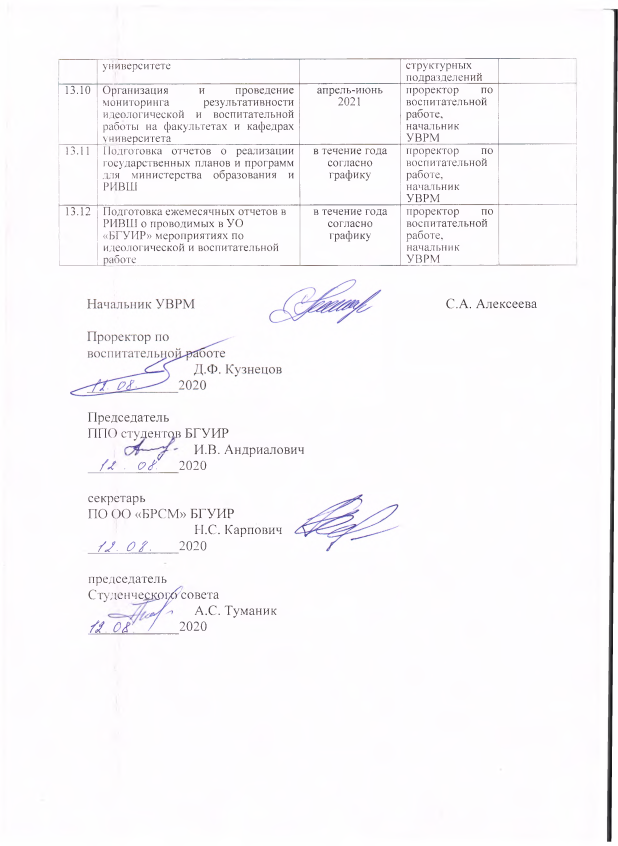 университете
структурных
подразделений
13.10
Организация и проведение
мониторинга результативности
идеологической и воспитательной
работы на факультетах и кафедрах
университета
апрель-июнь
2021
проректор по
воспитательной
работе,
начальник
УВРМ
13.11
Подготовка отчетов о реализации
государственных планов и программ
для министерства образования и
РИВШ
в течение года
согласно
графику
проректор по
воспитательной
работе,
начальник
УВРМ
13.12
Подготовка ежемесячных отчетов в
РИВШ о проводимых в УО
«БГУИР» мероприятиях по
идеологической и воспитательной
работе
в течение года
согласно
графику
проректор по
воспитательной
работе,
начальник
УВРМ
Начальник УВРМ С.А. Алексеева
Проректор по
воспитательной работе
Д.Ф. Кузнецов
12 08. 2020
Председатель
ППО студентов БГУИР
И.В. Андриалович
12. 08. 2020
секретарь
ПО ОО «БРСМ» БГУИР
Н.С. Карпович
12. 08. 2020
председатель
Студенческого совета
А.С. Туманик
12 08. 2020